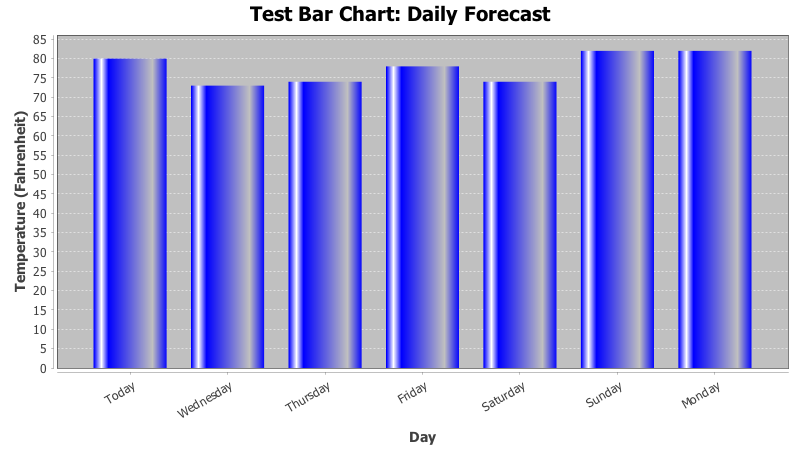 Test Bar Chart: Daily Forecast
85
80
75
70
65
60
55
50
45
40
35
30
25
20
15
10
5
0
Temperature (Fahrenheit)
Today
Wednesday
Thursday
Friday
Saturday
Sunday
Monday
Day